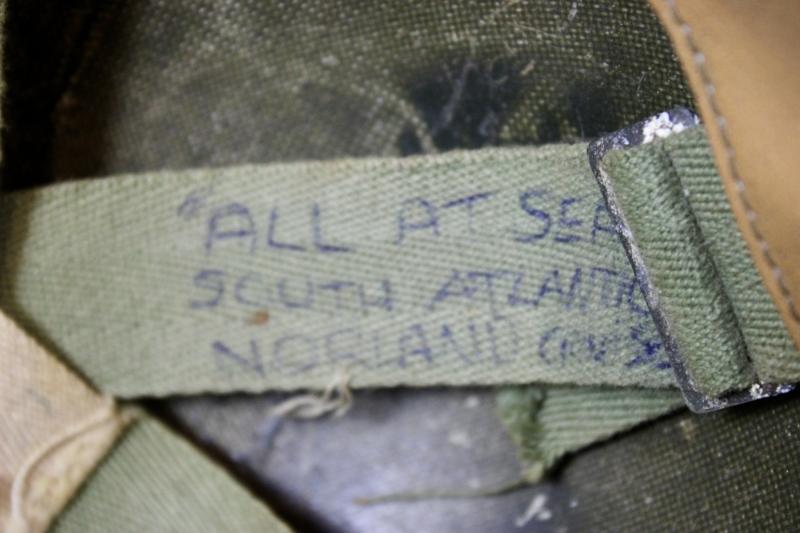 "ALL AT SEA
SOUTH ATLANTIC
NORLAND